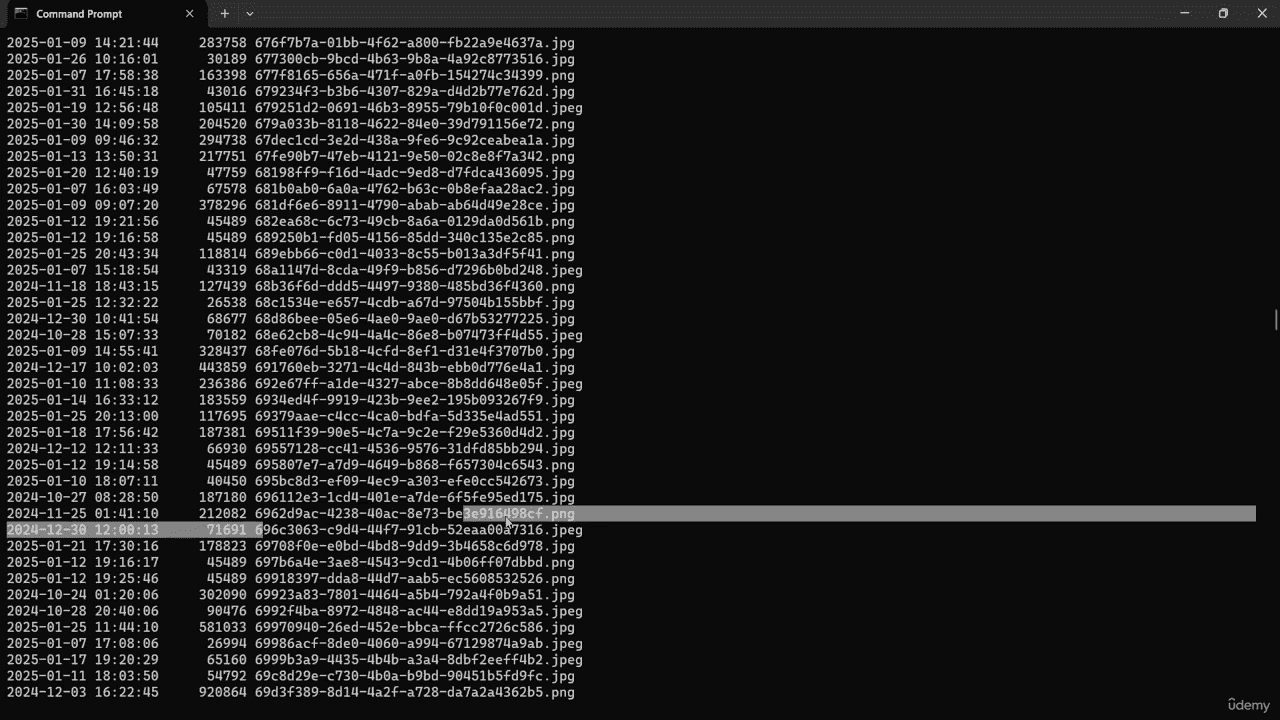 Command Prompt
2025-01-09 14:21:44     283758 676f7b7a-01bb-4f62-a800-fb22a9e4637a.jpg
2025-01-26 10:16:01      30189 677300cb-9bcd-4b63-9b8a-4a92c8773516.jpg
2025-01-07 17:58:38     163398 677f8165-656a-471f-a0fb-154274c34399.png
2025-01-31 16:45:18      43016 679234f3-b3b6-4307-829a-d4d2b77e762d.jpg
2025-01-19 12:56:48     105411 679251d2-0691-46b3-8955-79b10f0c001d.jpeg
2025-01-30 14:09:58     204520 679a033b-8118-4622-84e0-39d791156e72.png
2025-01-09 09:46:32     294738 67dec1cd-3e2d-438a-9fe6-9c92ceabea1a.jpg
2025-01-13 13:50:31     217751 67fe90b7-47eb-4121-9e50-02c8e8f7a342.png
2025-01-20 12:40:19      47759 68198ff9-f16d-4adc-9ed8-d7fdca436095.jpg
2025-01-07 16:03:49      67578 681b0ab0-6a0a-4762-b63c-0b8efaa28ac2.jpg
2025-01-09 09:07:20     378296 681df6e6-8911-4790-abab-ab64d49e28ce.jpg
2025-01-12 19:21:56      45489 682ea68c-6c73-49cb-8a6a-0129da0d561b.png
2025-01-12 19:16:58      45489 689250b1-fd05-4156-85dd-340c135e2c85.png
2025-01-25 20:43:34     118814 689ebb66-c0d1-4033-8c55-b013a3df5f41.png
2025-01-07 15:18:54      43319 68a1147d-8cda-49f9-b856-d7296b0bd248.jpeg
2024-11-18 18:43:15     127439 68b36f6d-ddd5-4497-9380-485bd36f4360.png
2025-01-25 12:32:22      26538 68c1534e-e657-4cdb-a67d-97504b155bbf.jpg
2024-12-30 10:41:54      68677 68d86bee-05e6-4ae0-9ae0-d67b53277225.jpg
2024-10-28 15:07:33      70182 68e62cb8-4c94-4a4c-86e8-b07473ff4d55.jpeg
2025-01-09 14:55:41     328437 68fe076d-5b18-4cfd-8ef1-d31e4f3707b0.jpg
2024-12-17 10:02:03     443859 691760eb-3271-4c4d-843b-ebb0d776e4a1.jpg
2025-01-10 11:08:33     236386 692e67ff-a1de-4327-abce-8b8dd648e05f.jpeg
2025-01-14 16:33:12     183559 6934ed4f-9919-423b-9ee2-195b093267f9.jpg
2025-01-25 20:13:00     117695 69379aae-c4cc-4ca0-bdfa-5d335e4ad551.jpg
2025-01-18 17:56:42     187381 69511f39-90e5-4c7a-9c2e-f29e5360d4d2.jpg
2024-12-12 12:11:33      66930 69557128-cc41-4536-9576-31dfd85bb294.jpg
2025-01-12 19:14:58      45489 695807e7-a7d9-4649-b868-f657304c6543.png
2025-01-10 18:07:11      40450 695bc8d3-ef09-4ec9-a303-efe0cc542673.jpg
2024-10-27 08:28:50     187180 696112e3-1cd4-401e-a7de-6f5fe95ed175.jpg
2024-11-25 01:41:10     212082 6962d9ac-4238-40ac-8e73-be3e916498cf.png
2024-12-30 12:00:13      71691 696c3063-c9d4-44f7-91cb-52eaa00a7316.jpeg
2025-01-21 17:30:16     178823 69708f0e-e0bd-4bd8-9dd9-3b4658c6d978.jpg
2025-01-12 19:16:17      45489 697b6a4e-3ae8-4543-9cd1-4b06ff07dbbd.png
2025-01-12 19:25:46      45489 69918397-dda8-44d7-aab5-ec5608532526.png
2024-10-24 01:20:06     302090 69923a83-7801-4464-a5b4-792a4f0b9a51.jpg
2024-10-28 20:40:06      90476 6992f4ba-8972-4848-ac44-e8dd19a953a5.jpeg
2025-01-25 11:44:10     581033 69970940-26ed-452e-bbca-ffcc2726c586.jpg
2025-01-07 17:08:06      26994 69986acf-8de0-4060-a994-67129874a9ab.jpeg
2025-01-17 19:20:29      65160 6999b3a9-4435-4b4b-a3a4-8dbf2eeff4b2.jpeg
2025-01-11 18:03:50      54792 69c8d29e-c730-4b0a-b9bd-90451b5fd9fc.jpg
2024-12-03 16:22:45     920864 69d3f389-8d14-4a2f-a728-da7a2a4362b5.png
ûdemy